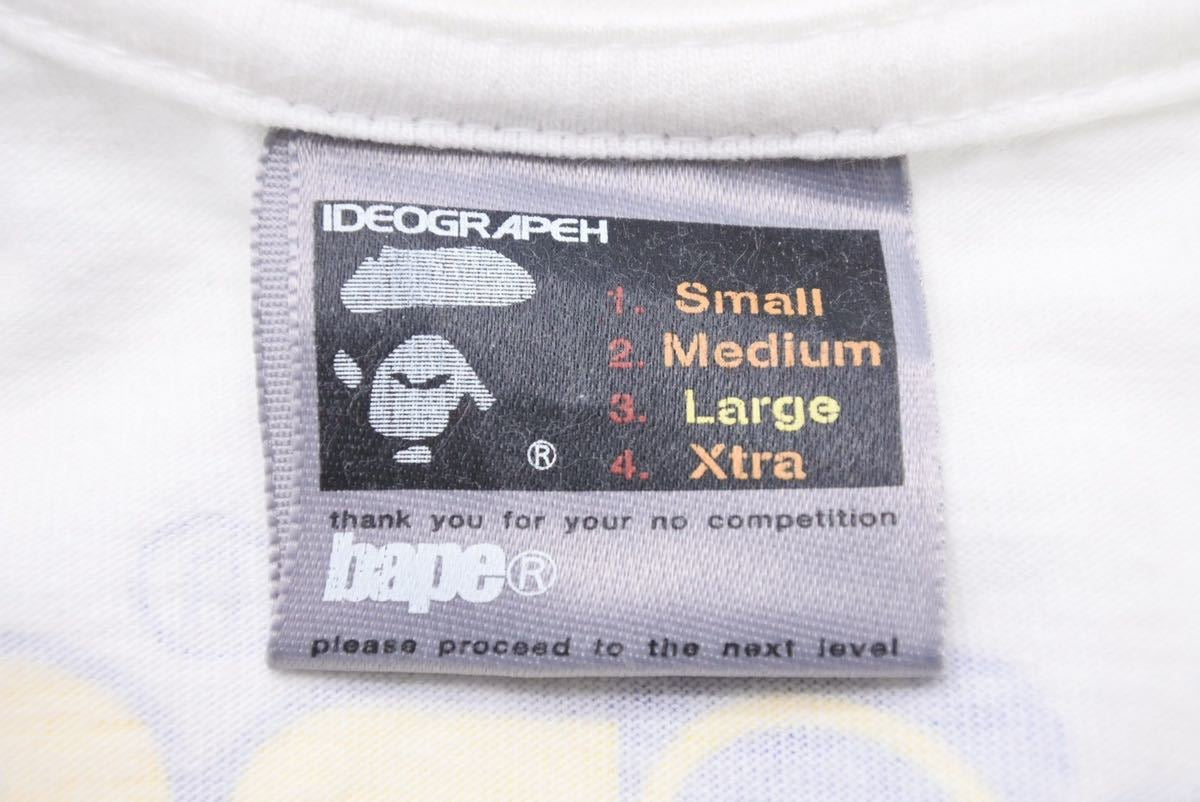 IDEOGRAPEH
1. Small
2. Medium
3. Large
4. Xtra
®
thank you for your no competition
bape®
please proceed to the next level